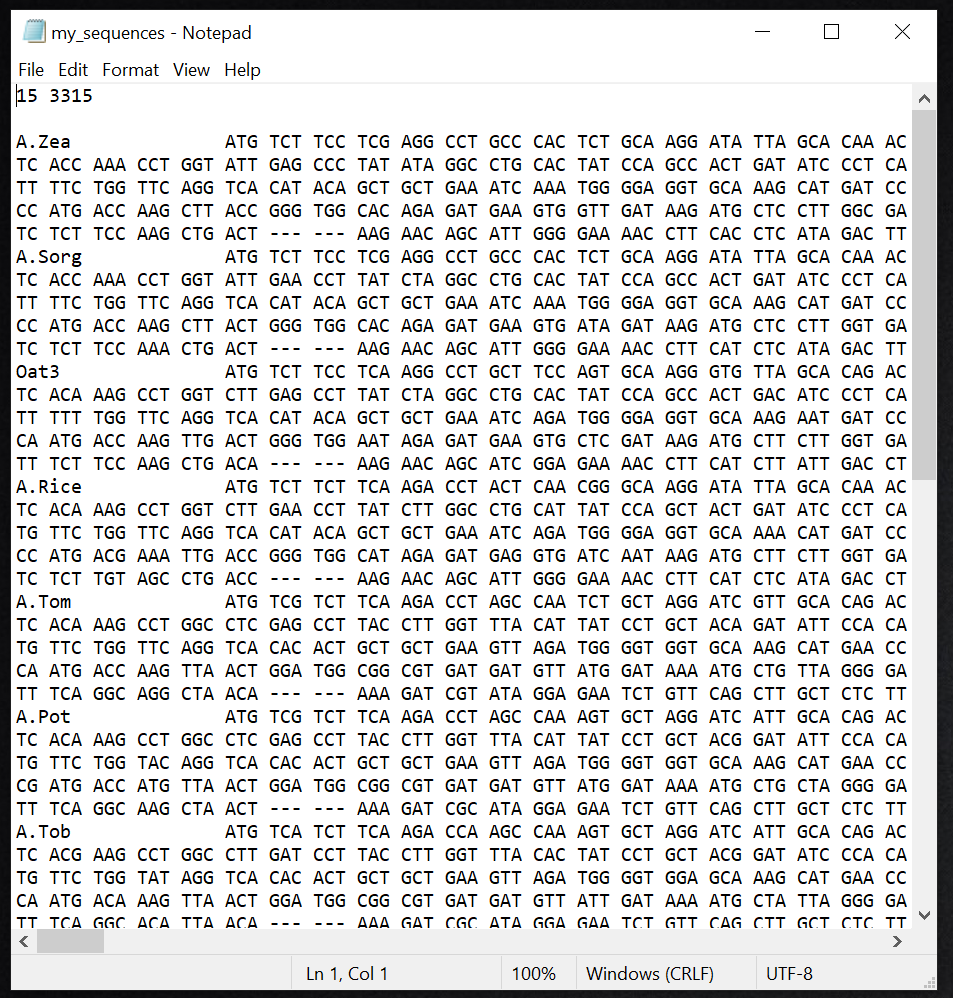 my_sequences - Notepad
File Edit Format View Help
15 3315
A.Zea ATG TCT TCC TCG AGG CCT GCC CAC TCT GCA AGG ATA TTA GCA CAA AC
TC ACC AAA CCT GGT ATT GAG CCC TAT ATA GGC CTG CAC TAT CCA GCC ACT GAT ATC CCT CA
TT TTC TGG TTC AGG TCA CAT ACA GCT GCT GAA ATC AAA TGG GGA GGT GCA AAG CAT GAT CC
CC ATG ACC AAG CTT ACC GGG TGG CAC AGA GAT GAA GTG GTT GAT AAG ATG CTC CTT GGC GA
TC TCT TCC AAG CTG ACT --- --- AAG AAC AGC ATT GGG GAA AAC CTT CAC CTC ATA GAC TT
A.Sorg ATG TCT TCC TCG AGG CCT GCC CAC TCT GCA AGG ATA TTA GCA CAA AC
TC ACC AAA CCT GGT ATT GAA CCT TAT CTA GGC CTG CAC TAT CCA GCC ACT GAT ATC CCT CA
TT TTC TGG TTC AGG TCA CAT ACA GCT GCT GAA ATC AAA TGG GGA GGT GCA AAG CAT GAT CC
CC ATG ACC AAG CTT ACT GGG TGG CAC AGA GAT GAA GTG ATA GAT AAG ATG CTC CTT GGT GA
TC TCT TCC AAA CTG ACT --- --- AAG AAC AGC ATT GGG GAA AAC CTT CAT CTC ATA GAC TT
Oat3 ATG TCT TCC TCA AGG CCT GCT TCC AGT GCA AGG GTG TTA GCA CAG AC
TC ACA AAG CCT GGT CTT GAG CCT TAT CTA GGC CTG CAC TAT CCA GCC ACT GAC ATC CCT CA
TT TTT TGG TTC AGG TCA CAT ACA GCT GCT GAA ATC AGA TGG GGA GGT GCA AAG AAT GAT CC
CA ATG ACC AAG TTG ACT GGG TGG AAT AGA GAT GAA GTG CTC GAT AAG ATG CTT CTT GGT GA
TT TCT TCC AAG CTG ACA --- --- AAG AAC AGC ATC GGA GAA AAC CTT CAT CTT ATT GAC CT
A.Rice ATG TCT TCT TCA AGA CCT ACT CAA CGG GCA AGG ATA TTA GCA CAA AC
TC ACA AAG CCT GGT CTT GAA CCT TAT CTT GGC CTG CAT TAT CCA GCT ACT GAT ATC CCT CA
TG TTC TGG TTC AGG TCA CAT ACA GCT GCT GAA ATC AGA TGG GGA GGT GCA AAA CAT GAT CC
CC ATG ACG AAA TTG ACC GGG TGG CAT AGA GAT GAG GTG ATC AAT AAG ATG CTT CTT GGT GA
TC TCT TGT AGC CTG ACC --- --- AAG AAC AGC ATT GGG GAA AAC CTT CAT CTC ATA GAC CT
A.Tom ATG TCG TCT TCA AGA CCT AGC CAA TCT GCT AGG ATC GTT GCA CAG AC
TC ACA AAG CCT GGC CTC GAG CCT TAC CTT GGT TTA CAT TAT CCT GCT ACA GAT ATT CCA CA
TG TTC TGG TTC AGG TCA CAC ACT GCT GCT GAA GTT AGA TGG GGT GGT GCA AAG CAT GAA CC
CA ATG ACC AAG TTA ACT GGA TGG CGG CGT GAT GAT GTT ATG GAT AAA ATG CTG TTA GGG GA
TT TCA GGC AGG CTA ACA --- --- AAA GAT CGT ATA GGA GAA TCT GTT CAG CTT GCT CTC TT
A.Pot ATG TCG TCT TCA AGA CCT AGC CAA AGT GCT AGG ATC ATT GCA CAG AC
TC ACA AAG CCT GGC CTC GAG CCT TAC CTT GGT TTA CAT TAT CCT GCT ACG GAT ATT CCA CA
TG TTC TGG TAC AGG TCA CAC ACT GCT GCT GAA GTT AGA TGG GGT GGT GCA AAG CAT GAA CC
CG ATG ACC ATG TTA ACT GGA TGG CGG CGT GAT GAT GTT ATG GAT AAA ATG CTG CTA GGG GA
TT TCA GGC AAG CTA ACT --- --- AAA GAT CGC ATA GGA GAA TCT GTT CAG CTT GCT CTC TT
A.Tob ATG TCA TCT TCA AGA CCA AGC CAA AGT GCT AGG ATC ATT GCA CAG AC
TC ACG AAG CCT GGC CTT GAT CCT TAC CTT GGT TTA CAC TAT CCT GCT ACG GAT ATC CCA CA
TG TTC TGG TAT AGG TCA CAC ACT GCT GCT GAA GTT AGA TGG GGT GGA GCA AAG CAT GAA CC
CA ATG ACA AAG TTA ACT GGA TGG CGG CGT GAT GAT GTT ATT GAT AAA ATG CTA TTA GGG GA
TT TCA GGC ACA TTA ACA --- --- AAA GAT CGC ATA GGA GAA TCT GTT CAG CTT GCT CTC TT
Ln 1, Col 1 100% Windows (CRLF) UTF-8